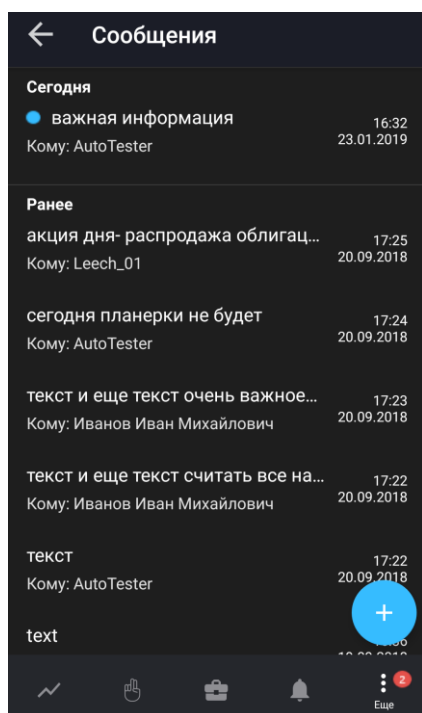 Сообщения
Сегодня
важная информация
16:32
Кому: AutoTester
23.01.2019
Ранее
акция дня- распродажа облигац...
17:25
Кому: Leech_01
20.09.2018
сегодня планерки не будет
17:24
Кому: AutoTester
20.09.2018
текст и еще текст очень важное...
17:23
Кому: Иванов Иван Михайлович
20.09.2018
текст и еще текст считать все на...
17:22
Кому: Иванов Иван Михайлович
20.09.2018
текст
17:22
Кому: AutoTester
20.09.2018
text
2
Еще